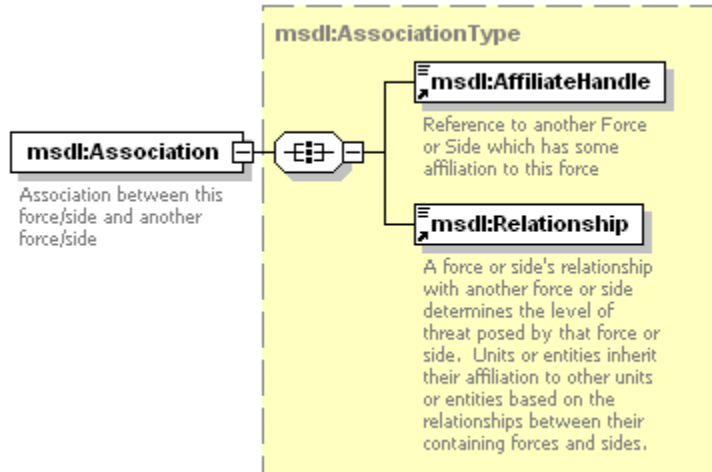 msdl:AssociationType
msdl:AffiliateHandle
Reference to another Force
or Side which has some
affiliation to this force
msdl:Association
Association between this
force/side and another
force/side
msdl:Relationship
A force or side's relationship
with another force or side
determines the level of
threat posed by that force or
side.  Units or entities inherit
their affiliation to other units
or entities based on the
relationships between their
containing forces and sides.